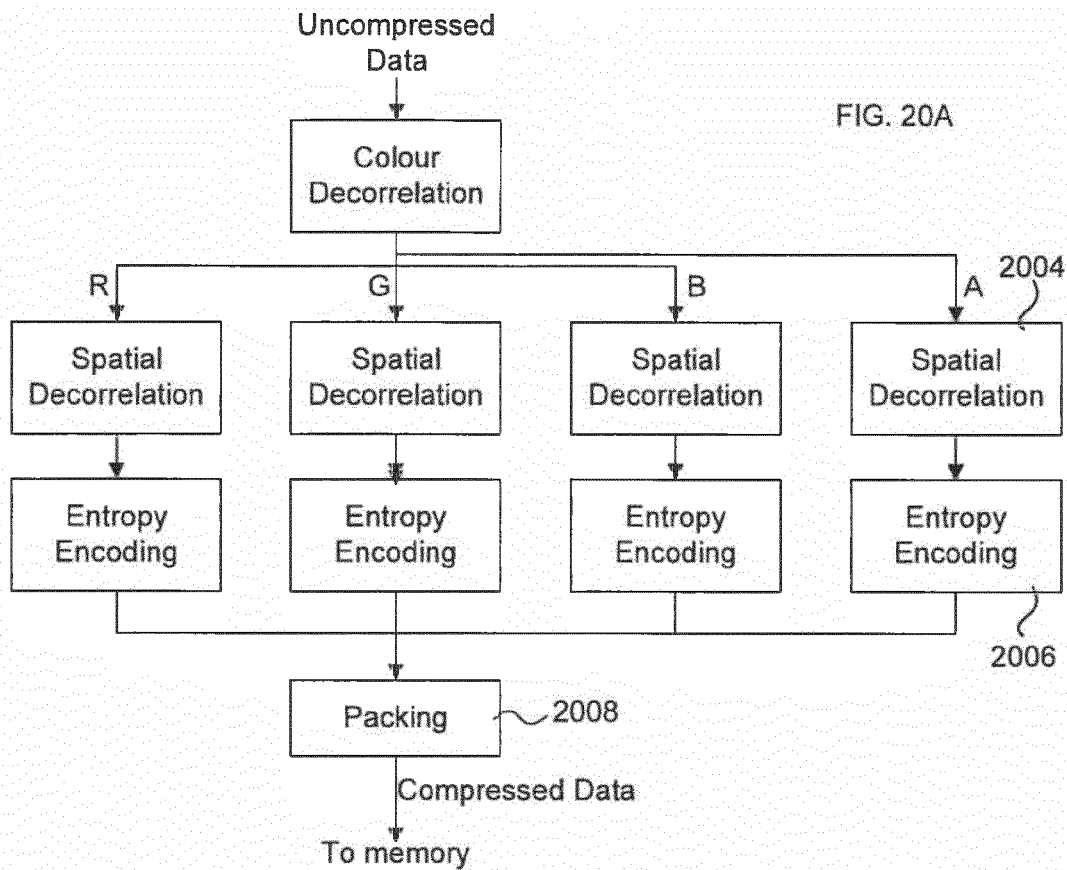 Uncompressed
Data
FIG. 20A
Colour
Decorrelation
R
G
B
A
2004
Spatial
Decorrelation
Spatial
Decorrelation
Spatial
Decorrelation
Spatial
Decorrelation
Entropy
Encoding
Entropy
Encoding
Entropy
Encoding
Entropy
Encoding
2006
Packing
2008
Compressed Data
To memory